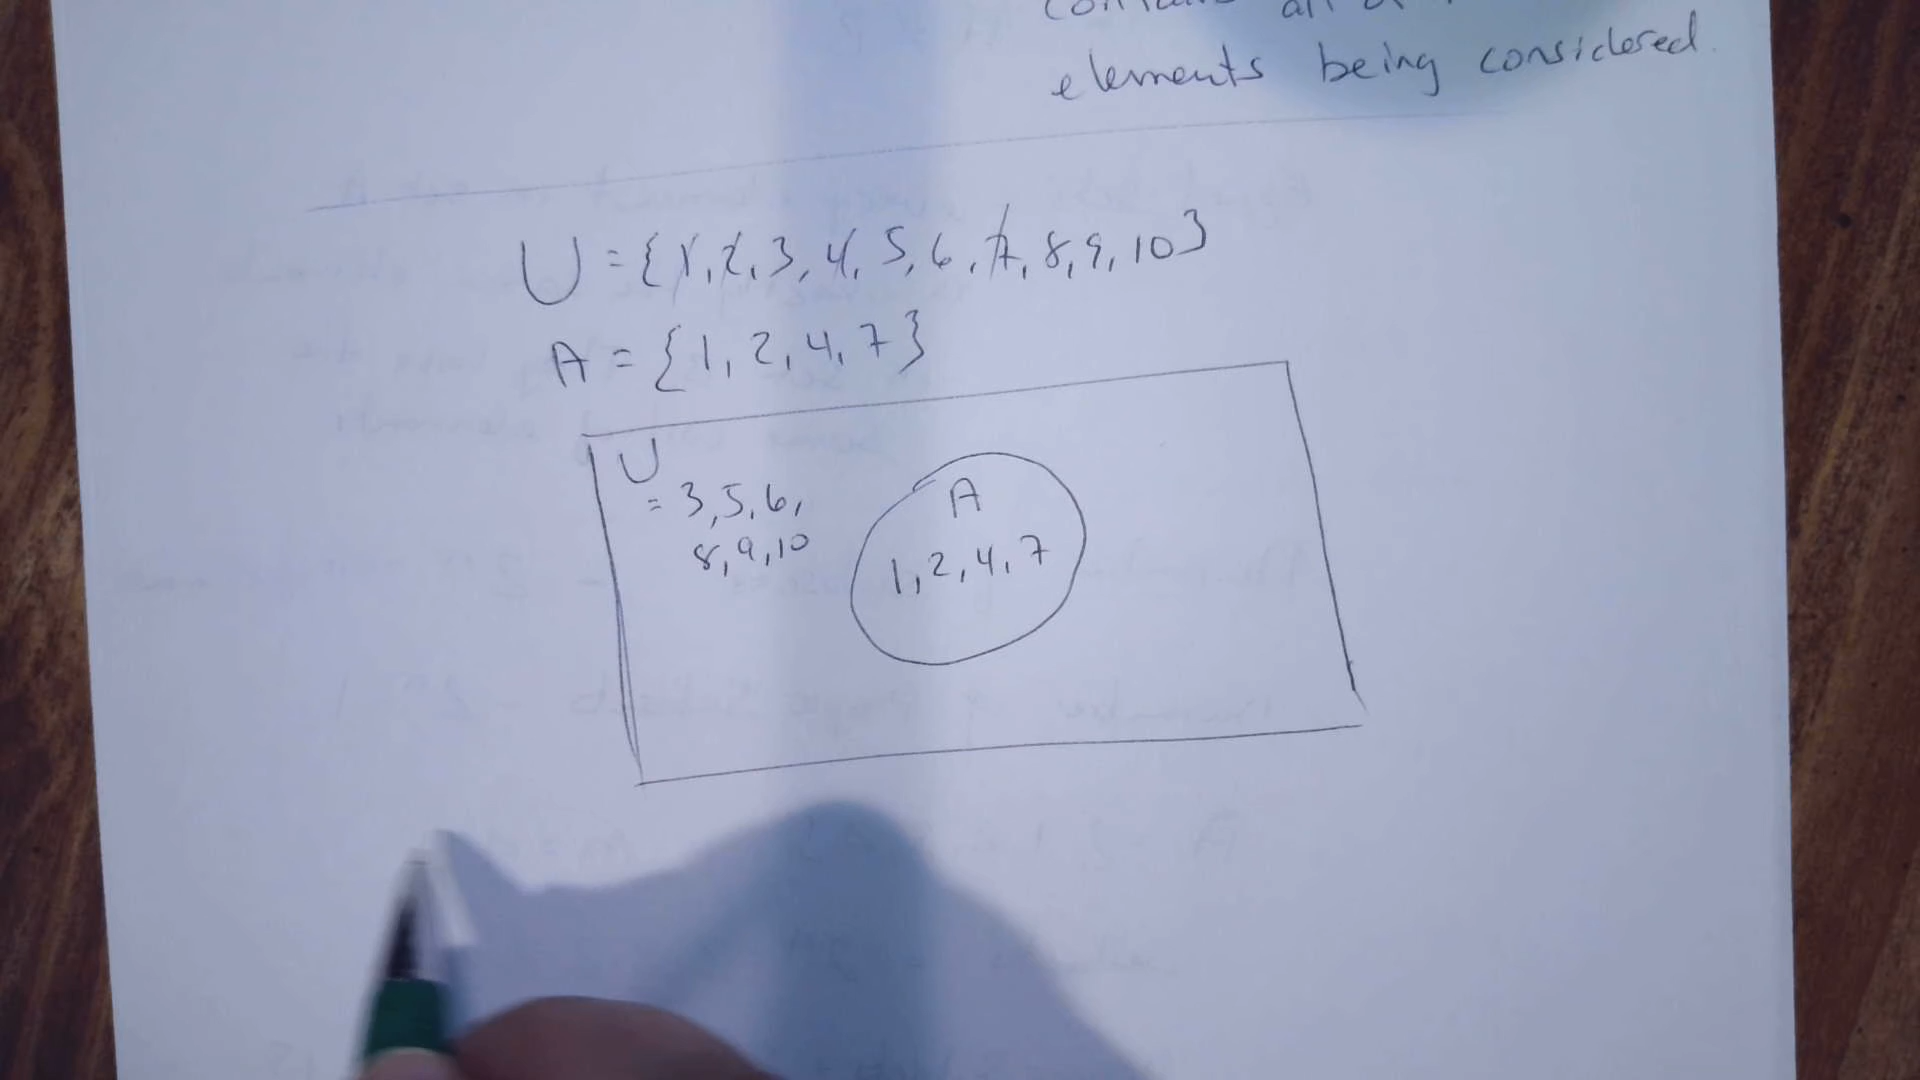 elements being considered.
U = {1, 2, 3, 4, 5, 6, 7, 8, 9, 10}
A = {1, 2, 4, 7}
U
= 3, 5, 6,
8, 9, 10
A
1, 2, 4, 7